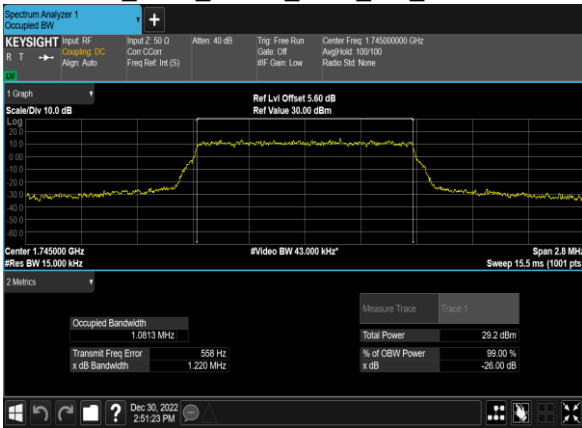 Spectrum Analyzer 1
Occupied BW
KEYSIGHT
R T
LXI
Input: RF
Coupling: DC
Align: Auto
Input Z: 50 Ω
Corr CCorr
Freq Ref: Int (S)
Atten: 40 dB
Trig: Free Run
Gate: Off
#IF Gain: Low
Center Freq: 1.745000000 GHz
Avg|Hold: 100/100
Radio Std: None
1 Graph
Scale/Div 10.0 dB
Ref Lvl Offset 5.60 dB
Ref Value 30.00 dBm
Log
20.0
10.0
0.00
-10.0
-20.0
-30.0
-40.0
-50.0
-60.0
Center 1.745000 GHz
#Res BW 15.000 kHz
#Video BW 43.000 kHz*
Span 2.8 MHz
Sweep 15.5 ms (1001 pts
2 Metrics
Measure Trace
Trace 1
Occupied Bandwidth
1.0813 MHz
Total Power
29.2 dBm
Transmit Freq Error
558 Hz
% of OBW Power
99.00 %
x dB Bandwidth
1.220 MHz
x dB
-26.00 dB
?
Dec 30, 2022
2:51:23 PM